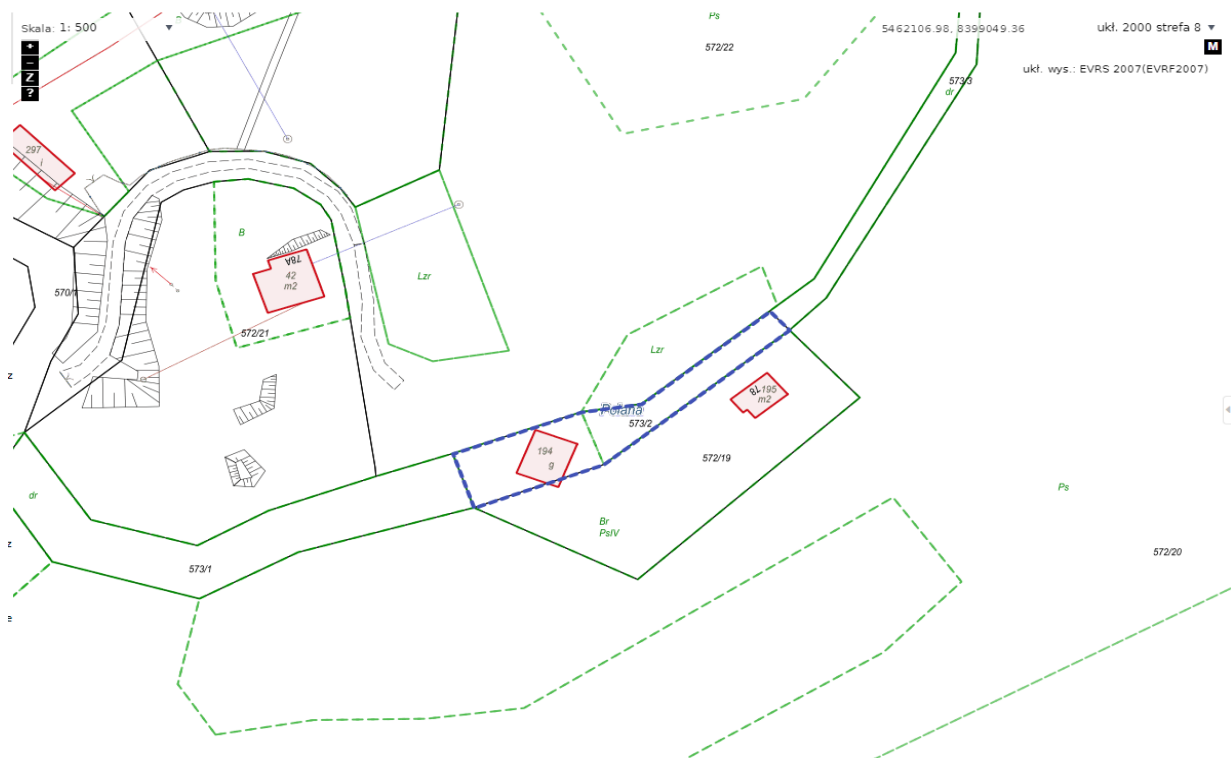 Skala: 1: 500
Ps
5462106.98, 8399049.36
ukł. 2000 strefa 8
+
M
572/22
–
ukł. wys.: EVRS 2007(EVRF2007)
Z
573/3
?
dr
297
i
B
78A
42
m2
Lzr
570/1
572/21
Lzr
z
78
195
m2
Polana
573/2
194
g
572/19
Ps
dr
Br
PsIV
z
572/20
573/1
e